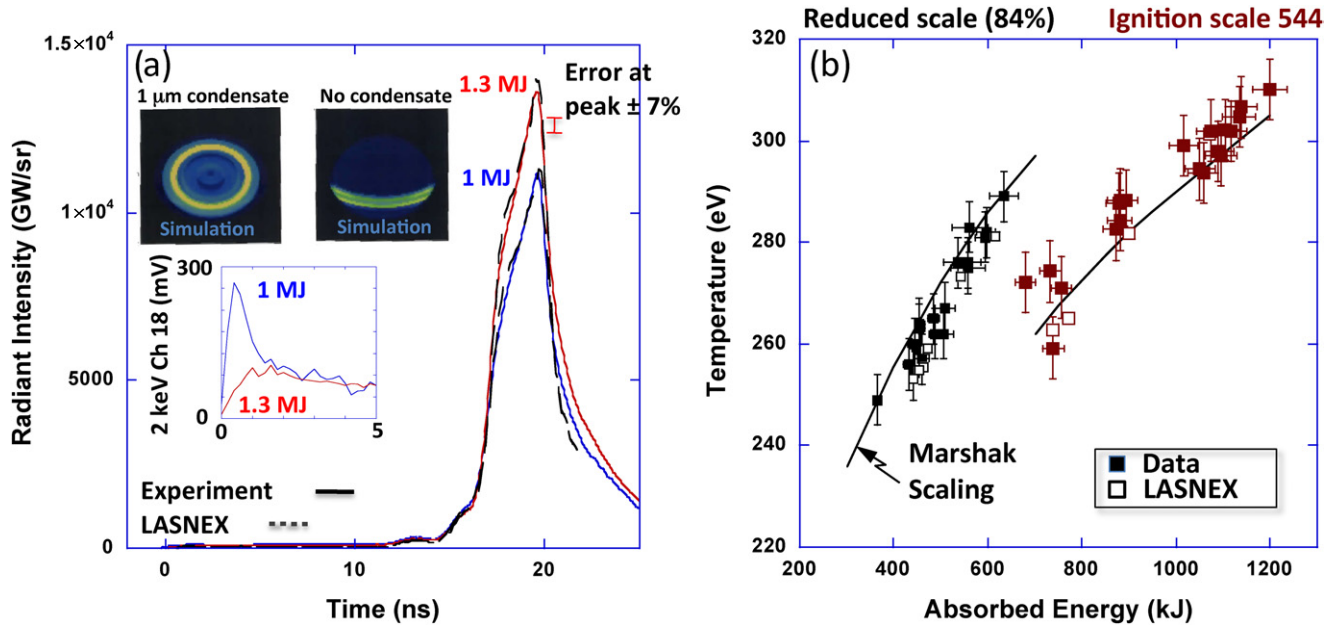 (a)
1.5×10⁴
1×10⁴
5000
0
Radiant Intensity (GW/sr)
0
10
20
Time (ns)
1 µm condensate
No condensate
Simulation
Simulation
1.3 MJ
1 MJ
Error at
peak ± 7%
300
0
2 keV Ch 18 (mV)
1 MJ
1.3 MJ
0
5
Experiment
LASNEX
Reduced scale (84%)
Ignition scale 544
(b)
320
300
280
260
240
220
Temperature (eV)
200
400
600
800
1000
1200
Absorbed Energy (kJ)
Marshak
Scaling
Data
LASNEX